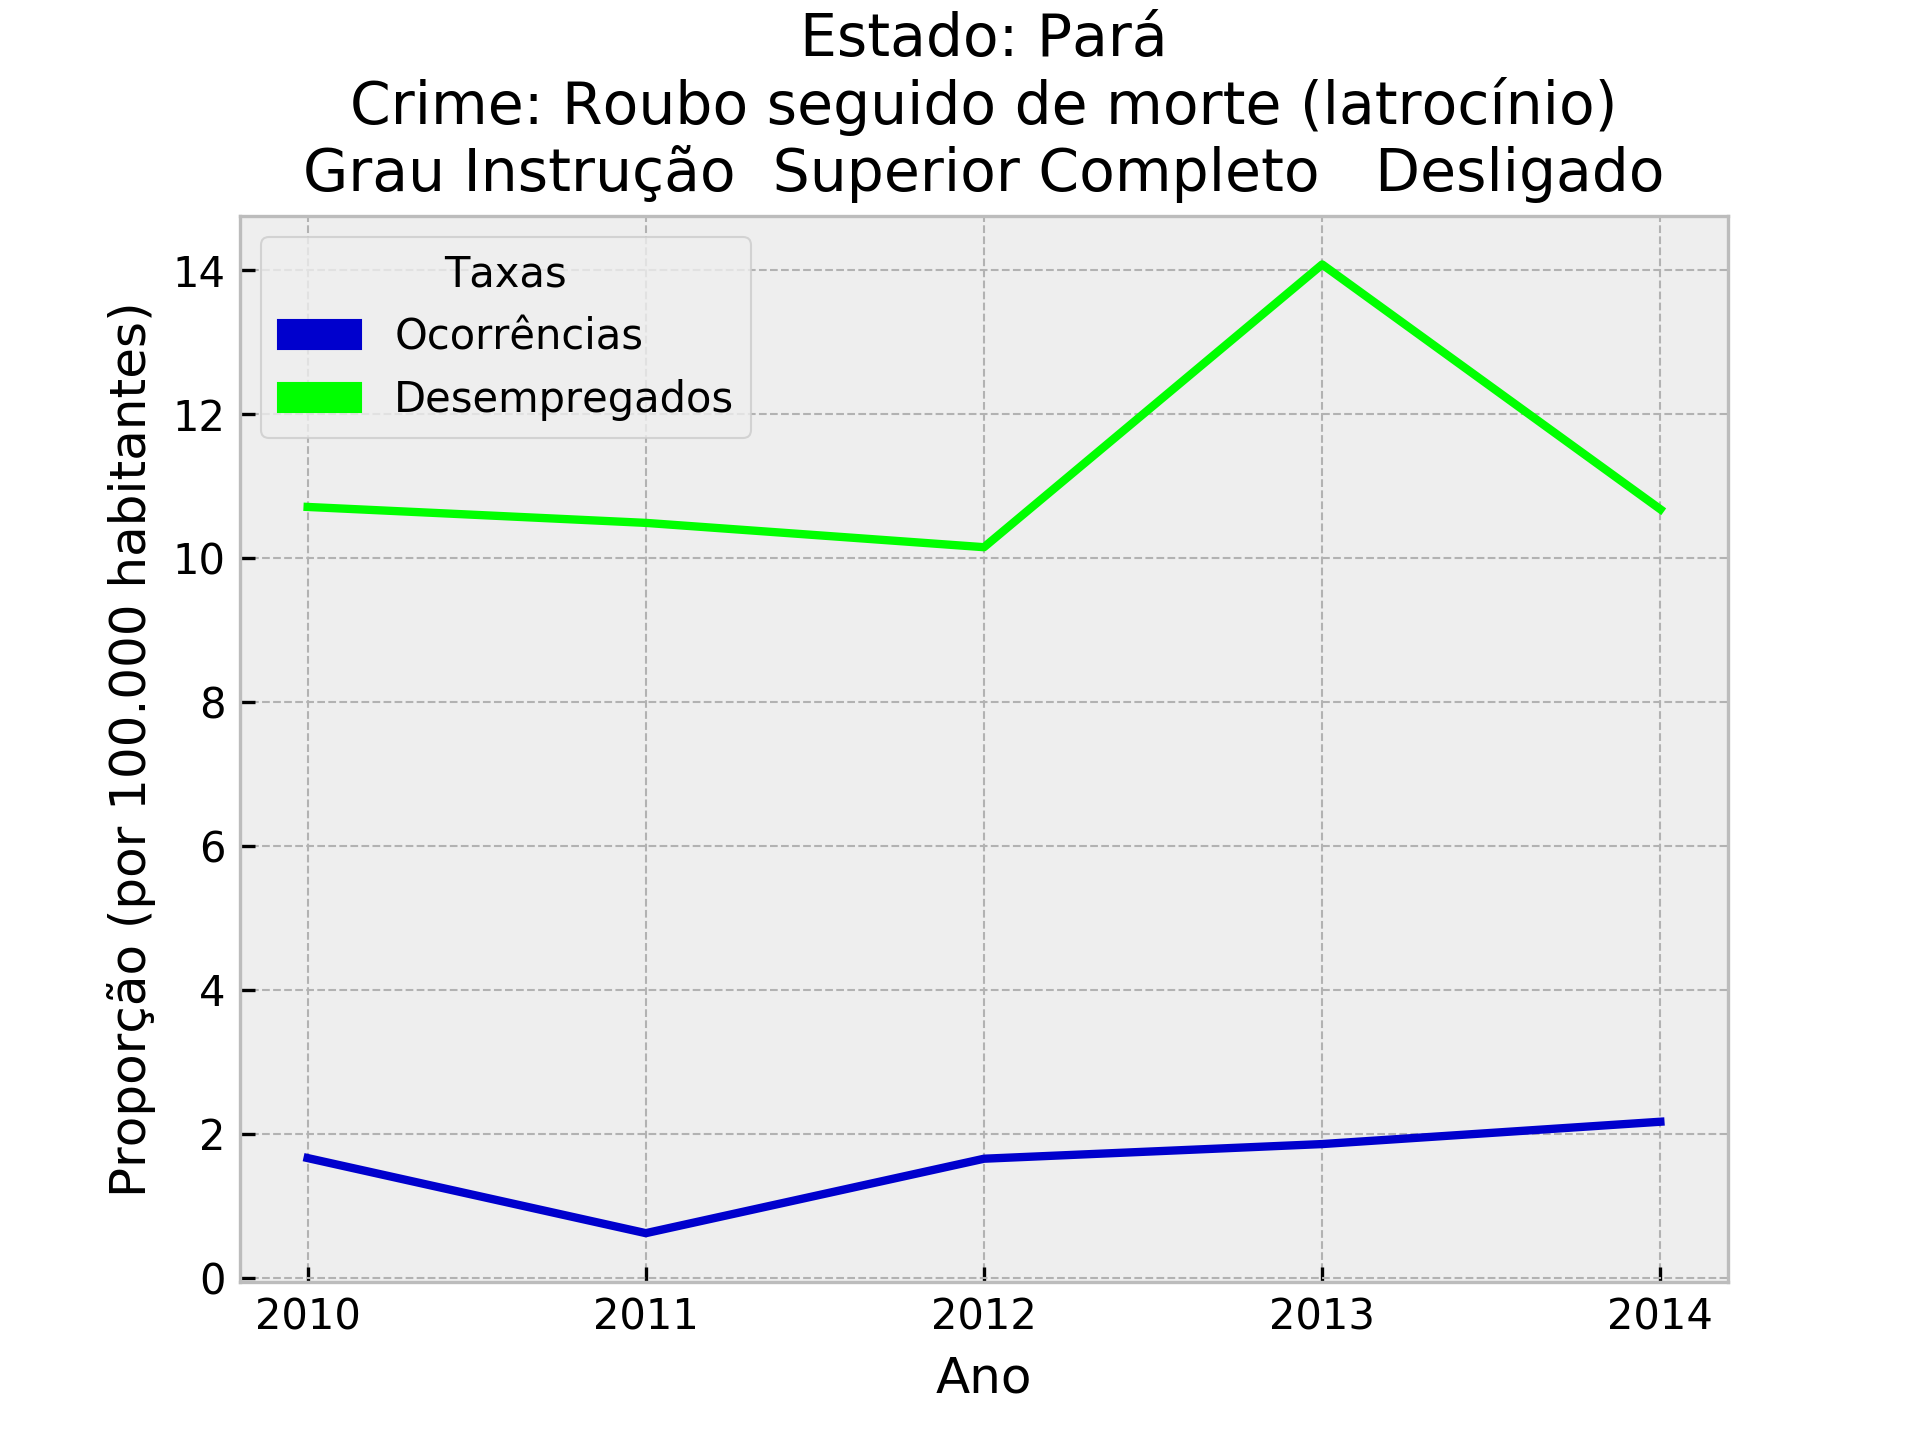 Estado: Pará
Crime: Roubo seguido de morte (latrocínio)
Grau Instrução  Superior Completo   Desligado
Taxas
Ocorrências
Desempregados
Proporção (por 100.000 habitantes)
14
12
10
8
6
4
2
0
2010 2011 2012 2013 2014
Ano